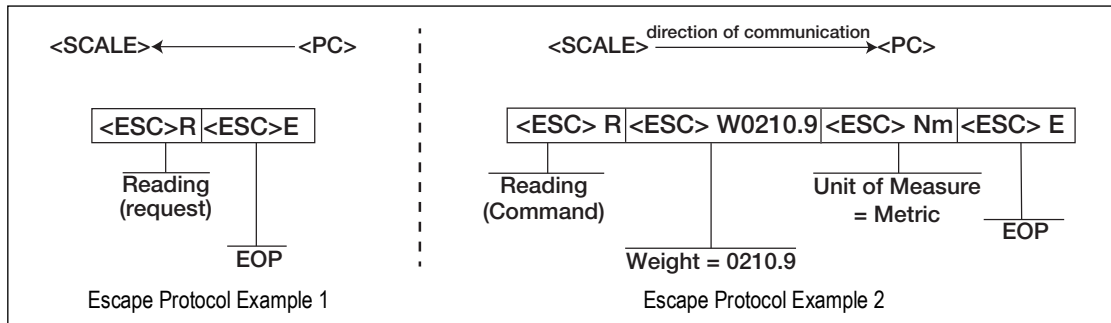 <SCALE> <PC>
<ESC>R <ESC>E
Reading
(request)
EOP
Escape Protocol Example 1
<SCALE> direction of communication <PC>
<ESC> R <ESC> W0210.9 <ESC> Nm <ESC> E
Reading
(Command)
Unit of Measure
= Metric
EOP
Weight = 0210.9
Escape Protocol Example 2